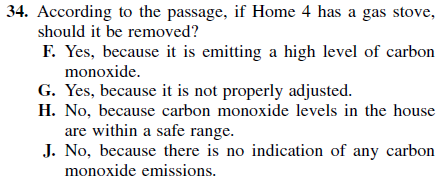 34. According to the passage, if Home 4 has a gas stove,
should it be removed?
F. Yes, because it is emitting a high level of carbon
monoxide.
G. Yes, because it is not properly adjusted.
H. No, because carbon monoxide levels in the house
are within a safe range.
J. No, because there is no indication of any carbon
monoxide emissions.